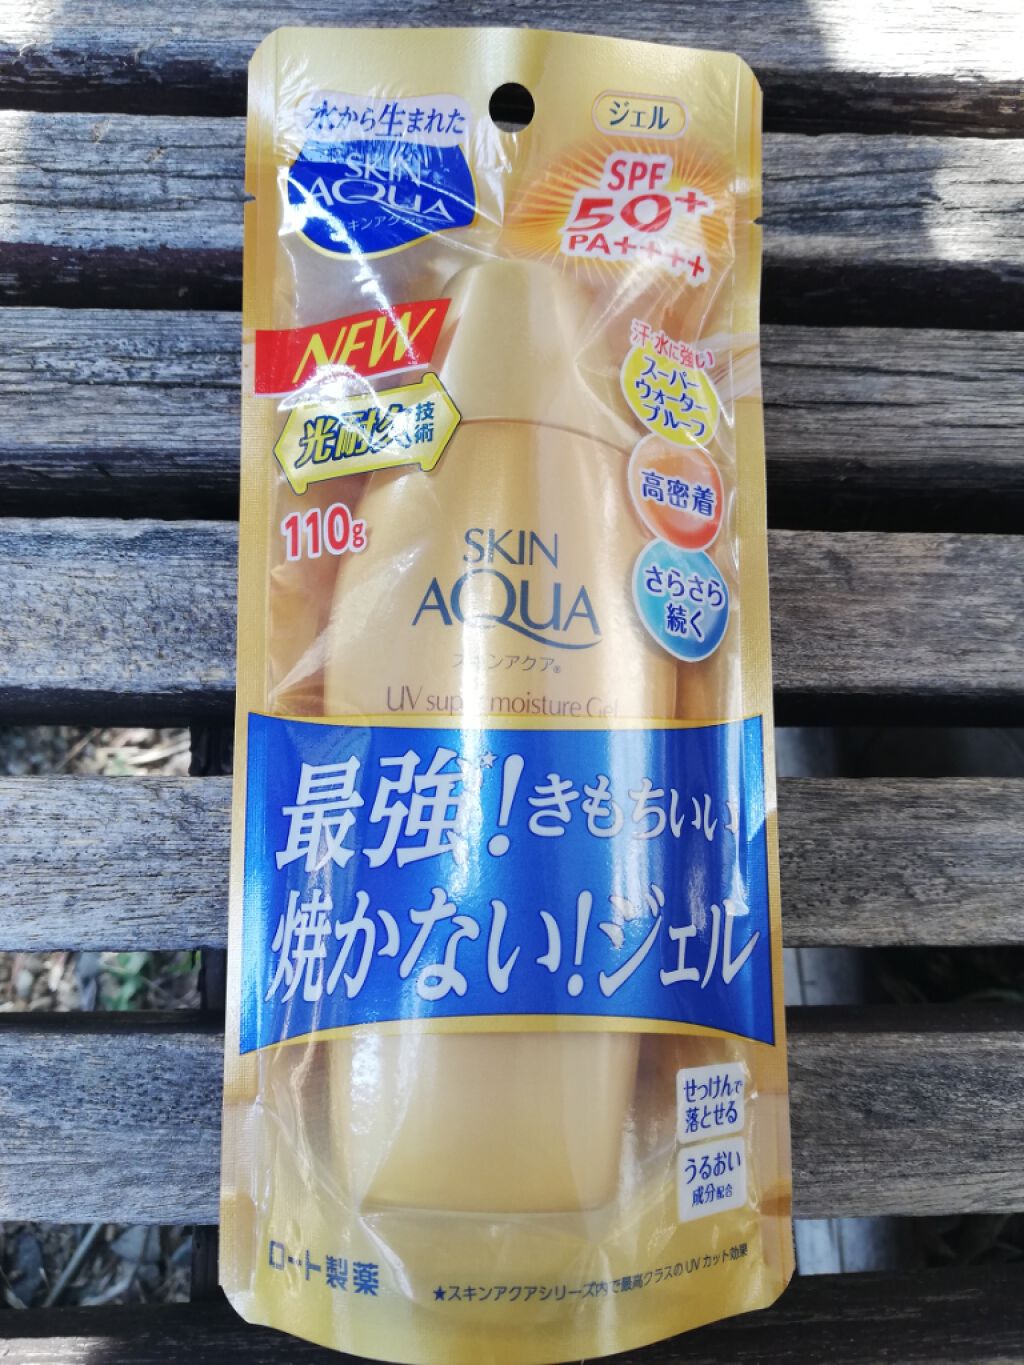 水から生まれた
SKIN
AQUA
スキンアクア®
ジェル
SPF
50+
PA++++
NEW
光耐久技術
110g
汗・水に強い
スーパー
ウォーター
プルーフ
高密着
さらさら
続く
SKIN
AQUA
スキンアクア®
UV super moisture Gel
最強★!きもちいい
焼かない!ジェル
せっけんで
落とせる
うるおい
成分配合
ロート製薬
★スキンアクアシリーズ内で最高クラスのUVカット効果